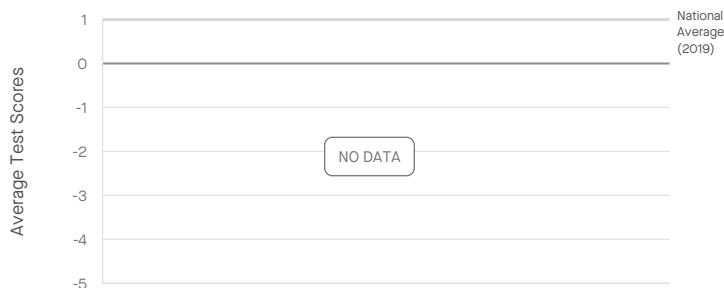 1
National
Average
(2019)
0
-1
NO DATA
-2
-3
-4
-5
Average Test Scores